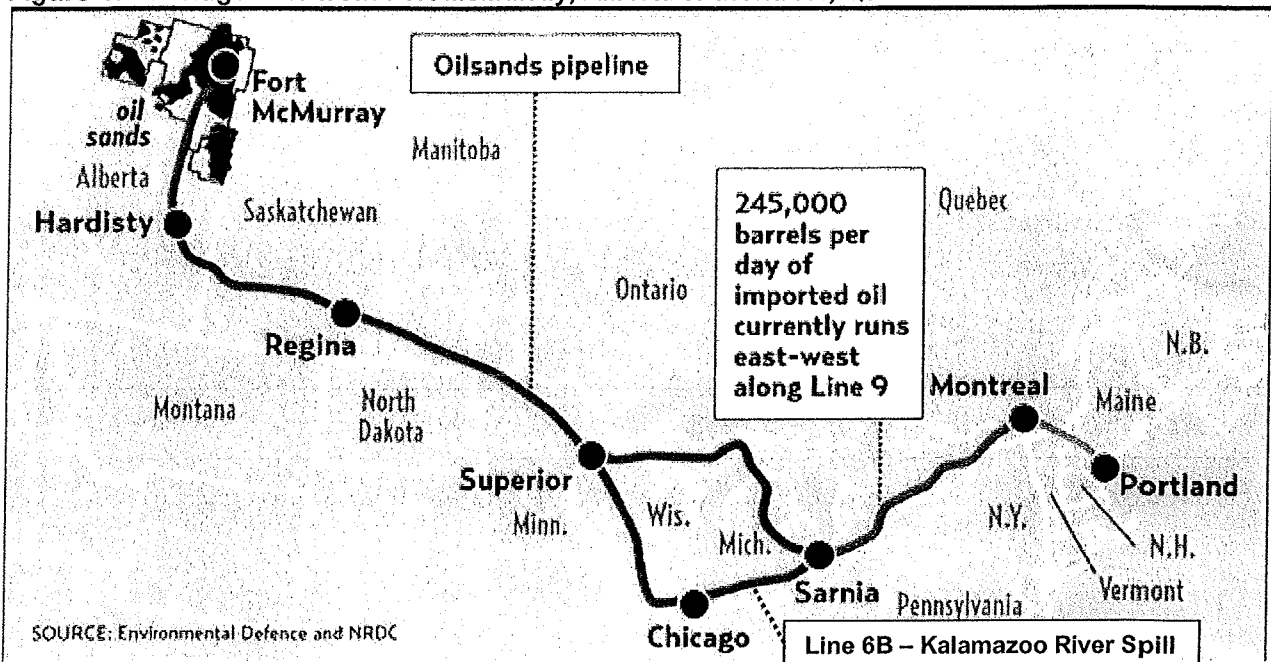 Oilsands pipeline
Fort
McMurray
oil
sands
Alberta
Manitoba
Hardisty
Saskatchewan
245,000
barrels per
day of
imported oil
currently runs
east-west
along Line 9
Quebec
Ontario
Regina
N.B.
Montana
North
Dakota
Montreal
Maine
Superior
Portland
Minn.
Wis.
Mich.
N.Y.
N.H.
Sarnia
Vermont
Pennsylvania
Chicago
SOURCE: Environmental Defence and NRDC
Line 6B – Kalamazoo River Spill